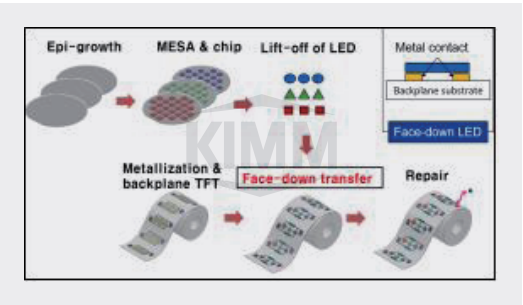 Epi-growth
MESA & chip
Lift-off of LED
Metal contact
Backplane substrate
Face-down LED
KIMM
Metallization &
backplane TFT
Face-down transfer
Repair